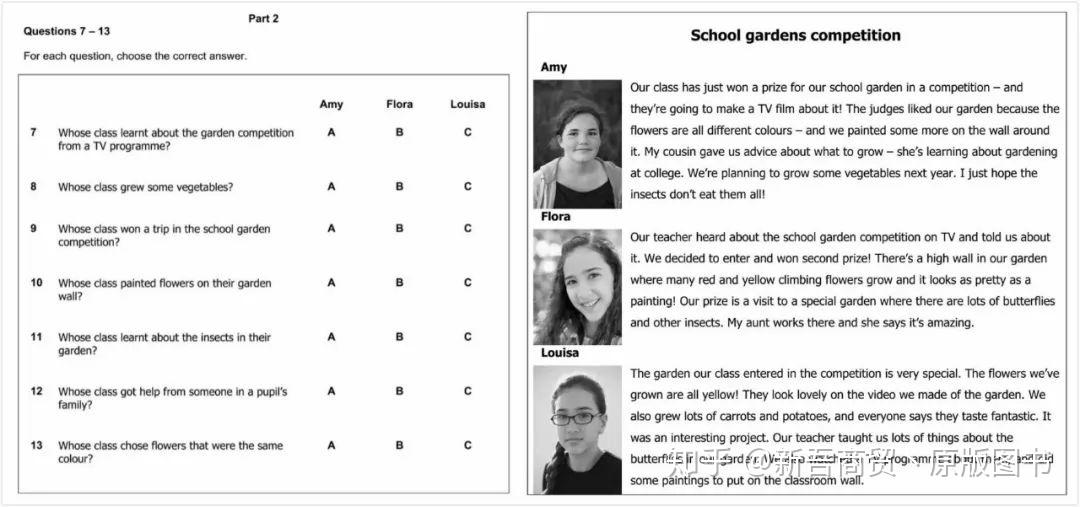 Part 2
Questions 7 – 13
For each question, choose the correct answer.
Amy Flora Louisa
7 Whose class learnt about the garden competition A B C
from a TV programme?
8 Whose class grew some vegetables? A B C
9 Whose class won a trip in the school garden A B C
competition?
10 Whose class painted flowers on their garden A B C
wall?
11 Whose class learnt about the insects in their A B C
garden?
12 Whose class got help from someone in a pupil's A B C
family?
13 Whose class chose flowers that were the same A B C
colour?
School gardens competition
Amy
Our class has just won a prize for our school garden in a competition – and
they're going to make a TV film about it! The judges liked our garden because the
flowers are all different colours – and we painted some more on the wall around
it. My cousin gave us advice about what to grow – she's learning about gardening
at college. We're planning to grow some vegetables next year. I just hope the
insects don't eat them all!
Flora
Our teacher heard about the school garden competition on TV and told us about
it. We decided to enter and won second prize! There's a high wall in our garden
where many red and yellow climbing flowers grow and it looks as pretty as a
painting! Our prize is a visit to a special garden where there are lots of butterflies
and other insects. My aunt works there and she says it's amazing.
Louisa
The garden our class entered in the competition is very special. The flowers we've
grown are all yellow! They look lovely on the video we made of the garden. We
also grew lots of carrots and potatoes, and everyone says they taste fantastic. It
was an interesting project. Our teacher taught us lots of things about the
butterflies in our garden. We
some paintings to put on the classroom wall.
知乎 @新吾商贸、原版图书